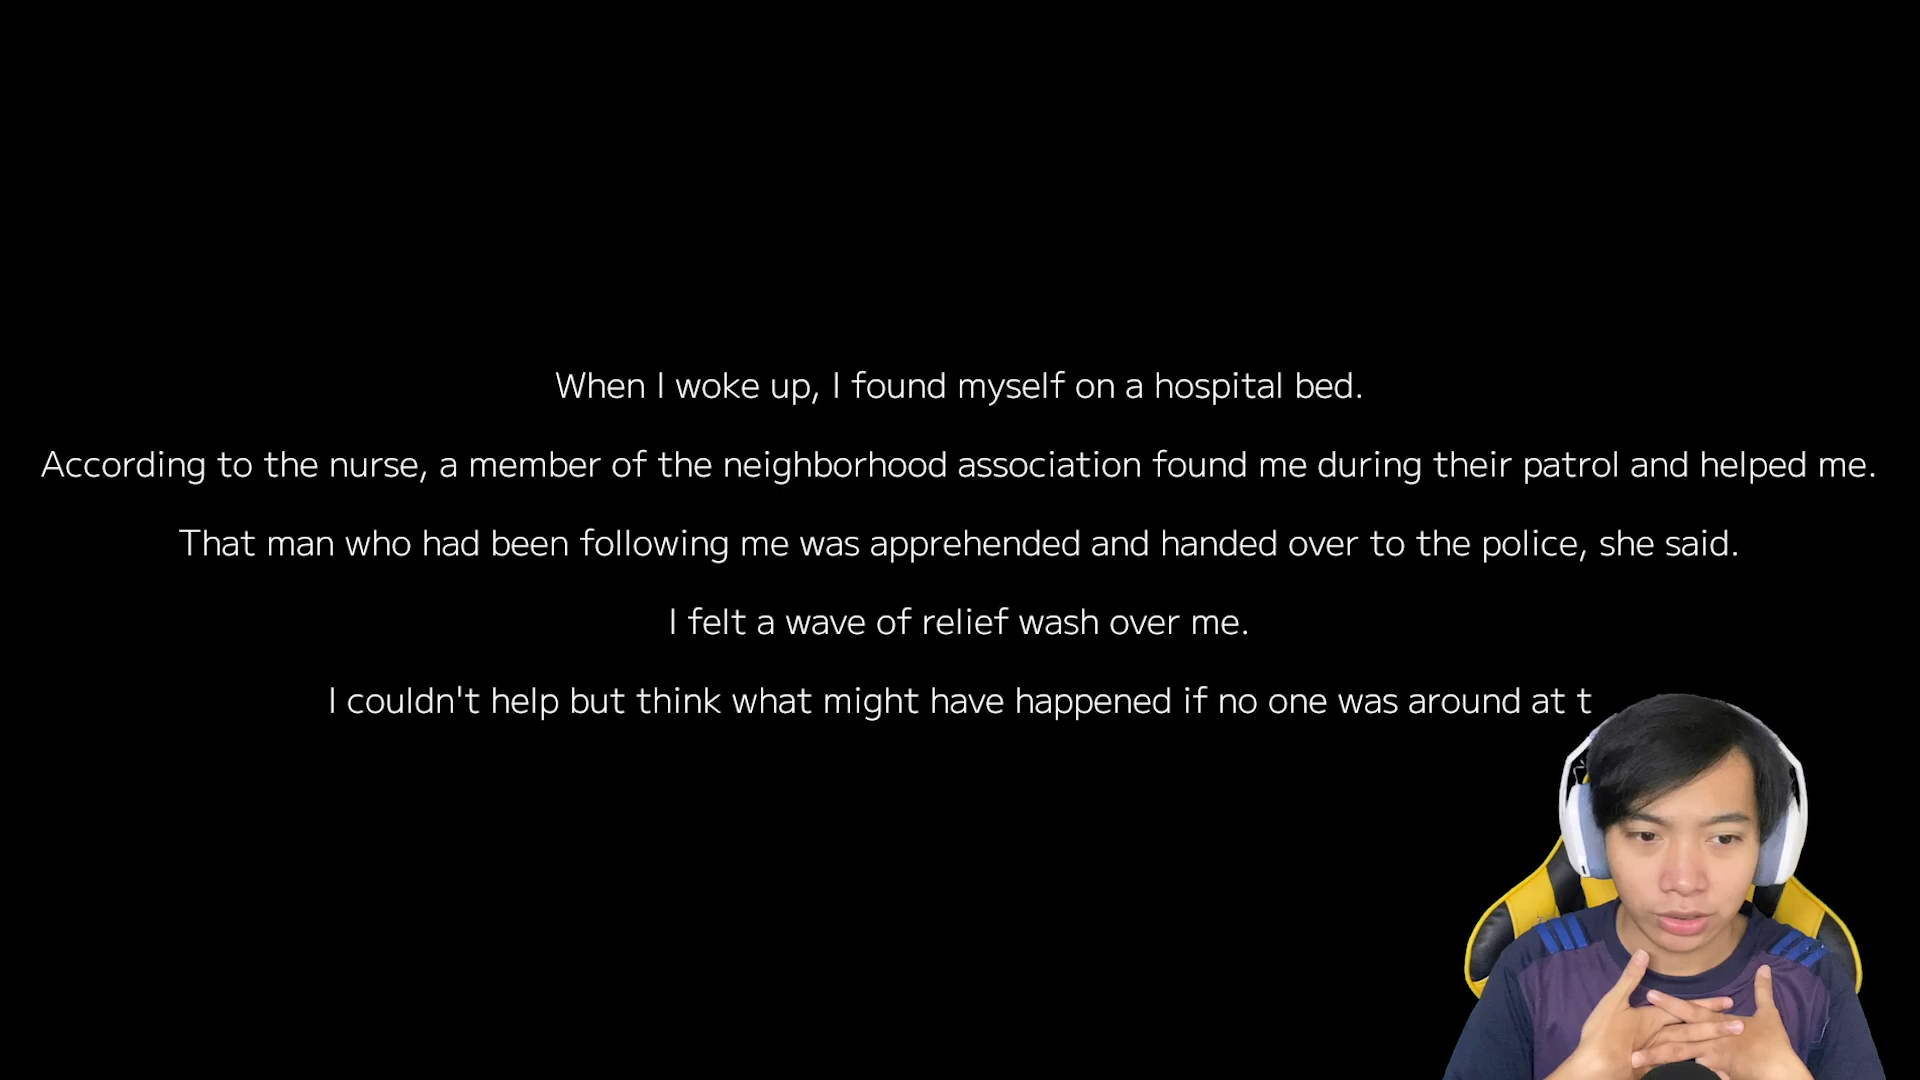 When I woke up, I found myself on a hospital bed.
According to the nurse, a member of the neighborhood association found me during their patrol and helped me.
That man who had been following me was apprehended and handed over to the police, she said.
I felt a wave of relief wash over me.
I couldn't help but think what might have happened if no one was around at t